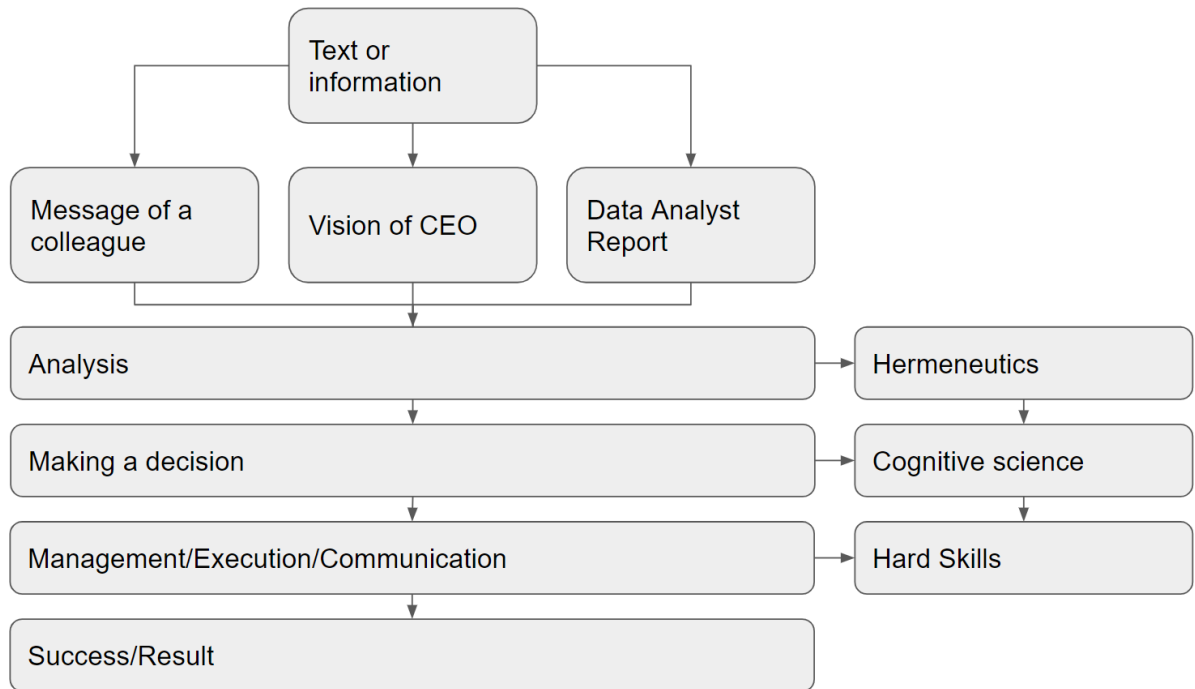 Text or
information
Message of a
colleague
Vision of CEO
Data Analyst
Report
Analysis
Hermeneutics
Making a decision
Cognitive science
Management/Execution/Communication
Hard Skills
Success/Result